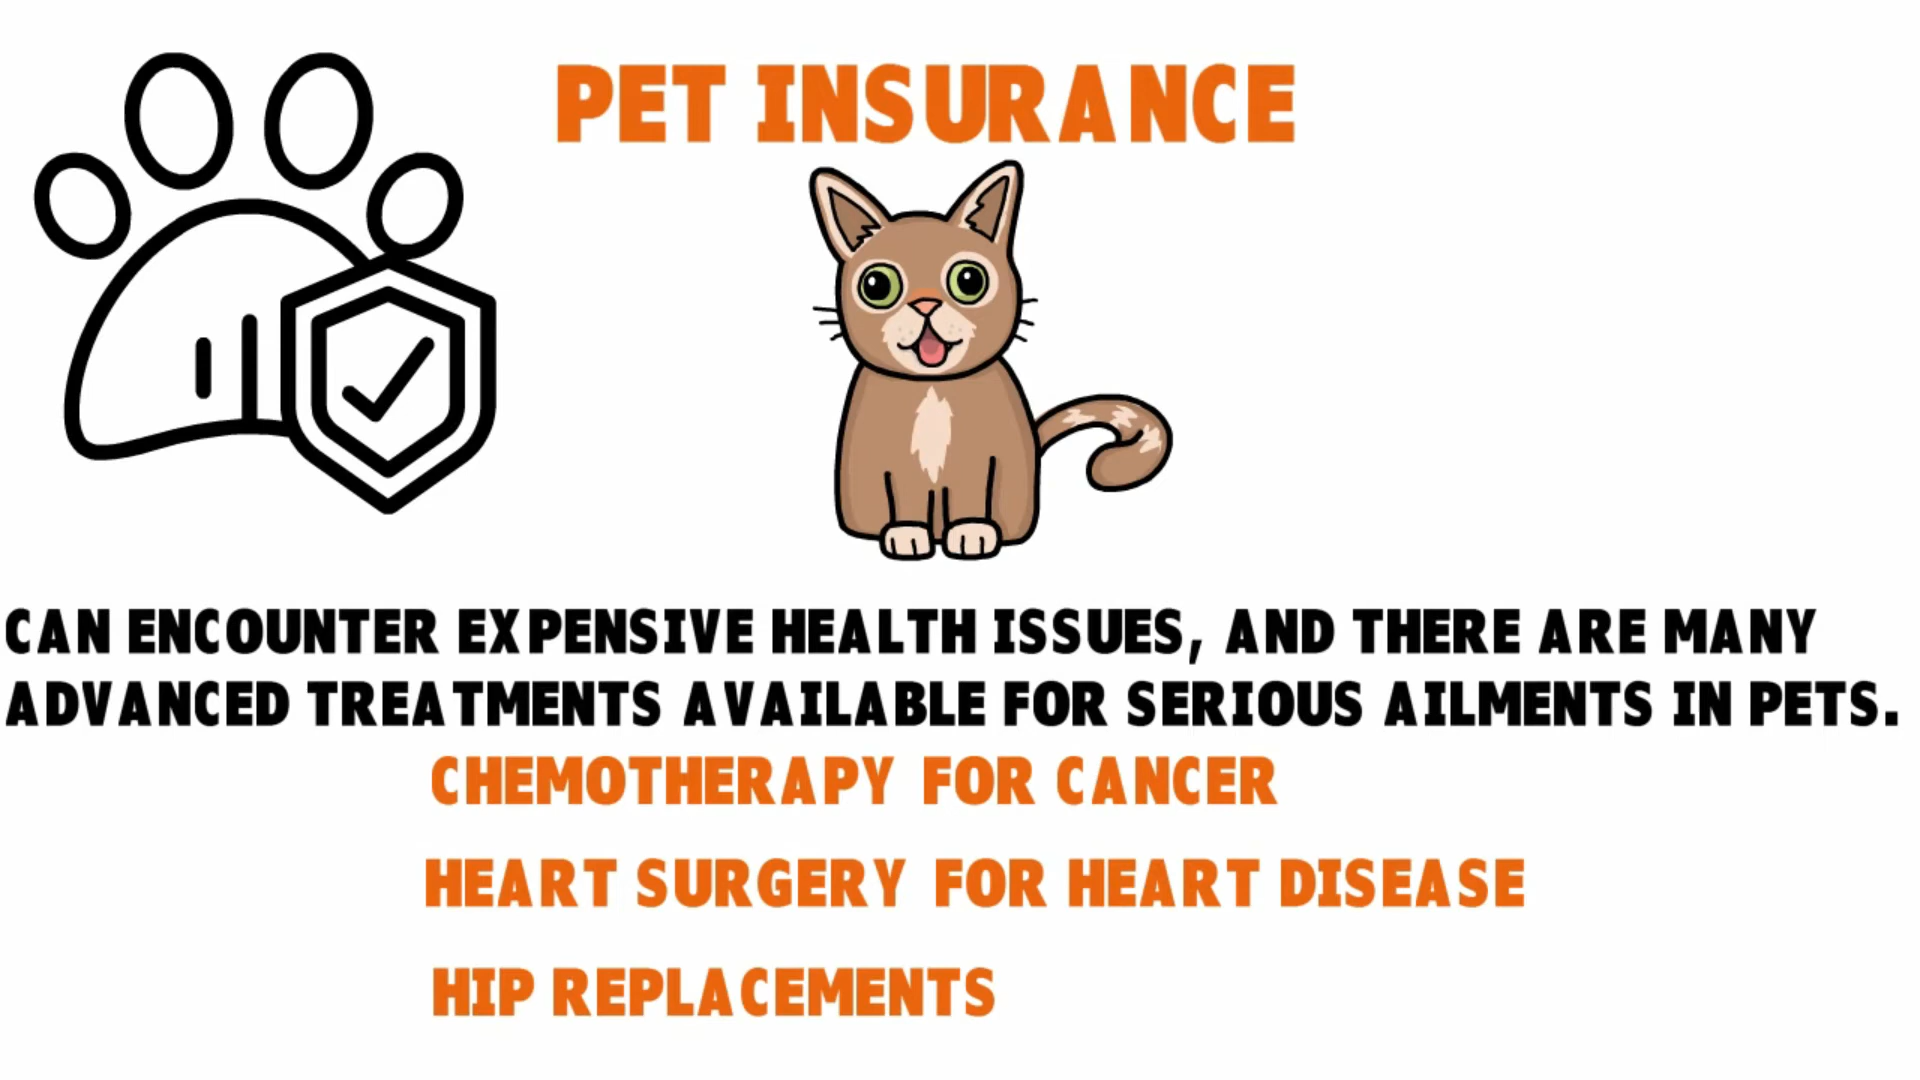 PET INSURANCE
CAN ENCOUNTER EXPENSIVE HEALTH ISSUES, AND THERE ARE MANY
ADVANCED TREATMENTS AVAILABLE FOR SERIOUS AILMENTS IN PETS.
CHEMOTHERAPY FOR CANCER
HEART SURGERY FOR HEART DISEASE
HIP REPLACEMENTS